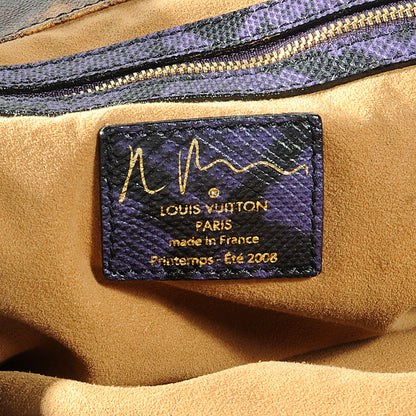 ®
LOUIS VUITTON
PARIS
made in France
Printemps - Été 2008